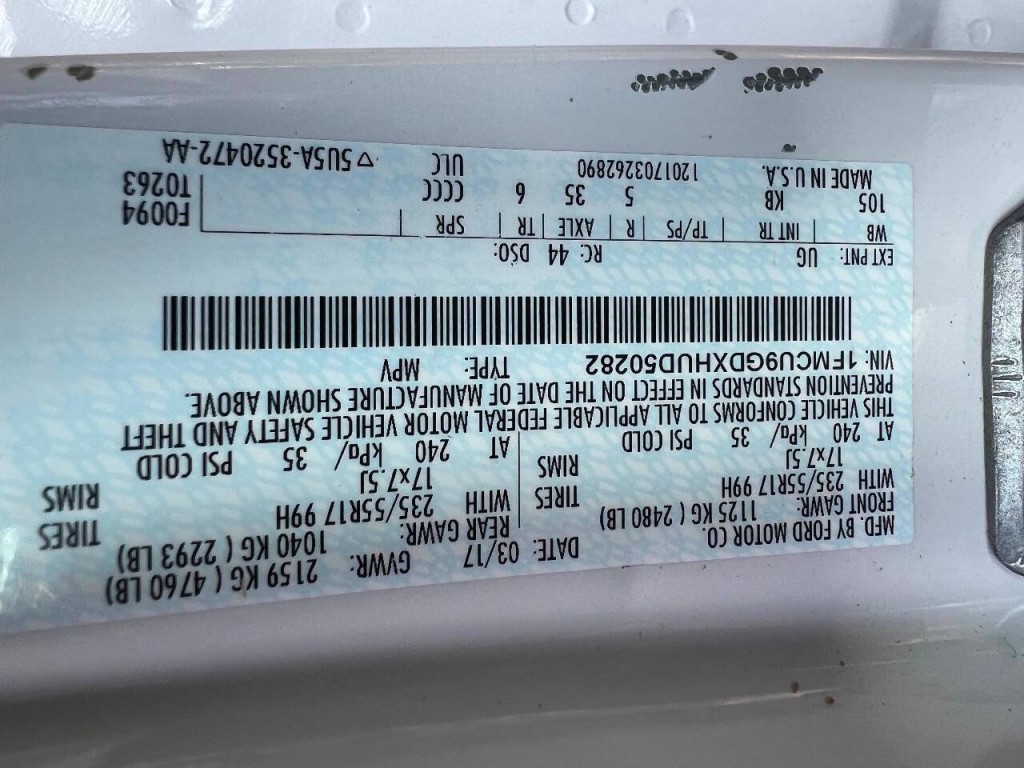 MFD. BY FORD MOTOR CO.
DATE: 03/17 GVWR: 2159 KG ( 4760 LB)
FRONT GAWR: 1125 KG ( 2480 LB) REAR GAWR: 1040 KG ( 2293 LB)
WITH 235/55R17 99H TIRES WITH 235/55R17 99H TIRES
17x7.5J RIMS 17x7.5J RIMS
AT 240 kPa/ 35 PSI COLD AT 240 kPa/ 35 PSI COLD
THIS VEHICLE CONFORMS TO ALL APPLICABLE FEDERAL MOTOR VEHICLE SAFETY AND THEFT
PREVENTION STANDARDS IN EFFECT ON THE DATE OF MANUFACTURE SHOWN ABOVE.
VIN: 1FMCU9GDXHUD50282 TYPE: MPV
EXT PNT: UG RC: 44 DSO:
WB INT TR TP/PS R AXLE TR SPR F0094
105 KB 5 35 6 CCCC T0263
MADE IN U.S.A. 1201703262890 ULC ▽ 5U5A-3520472-AA